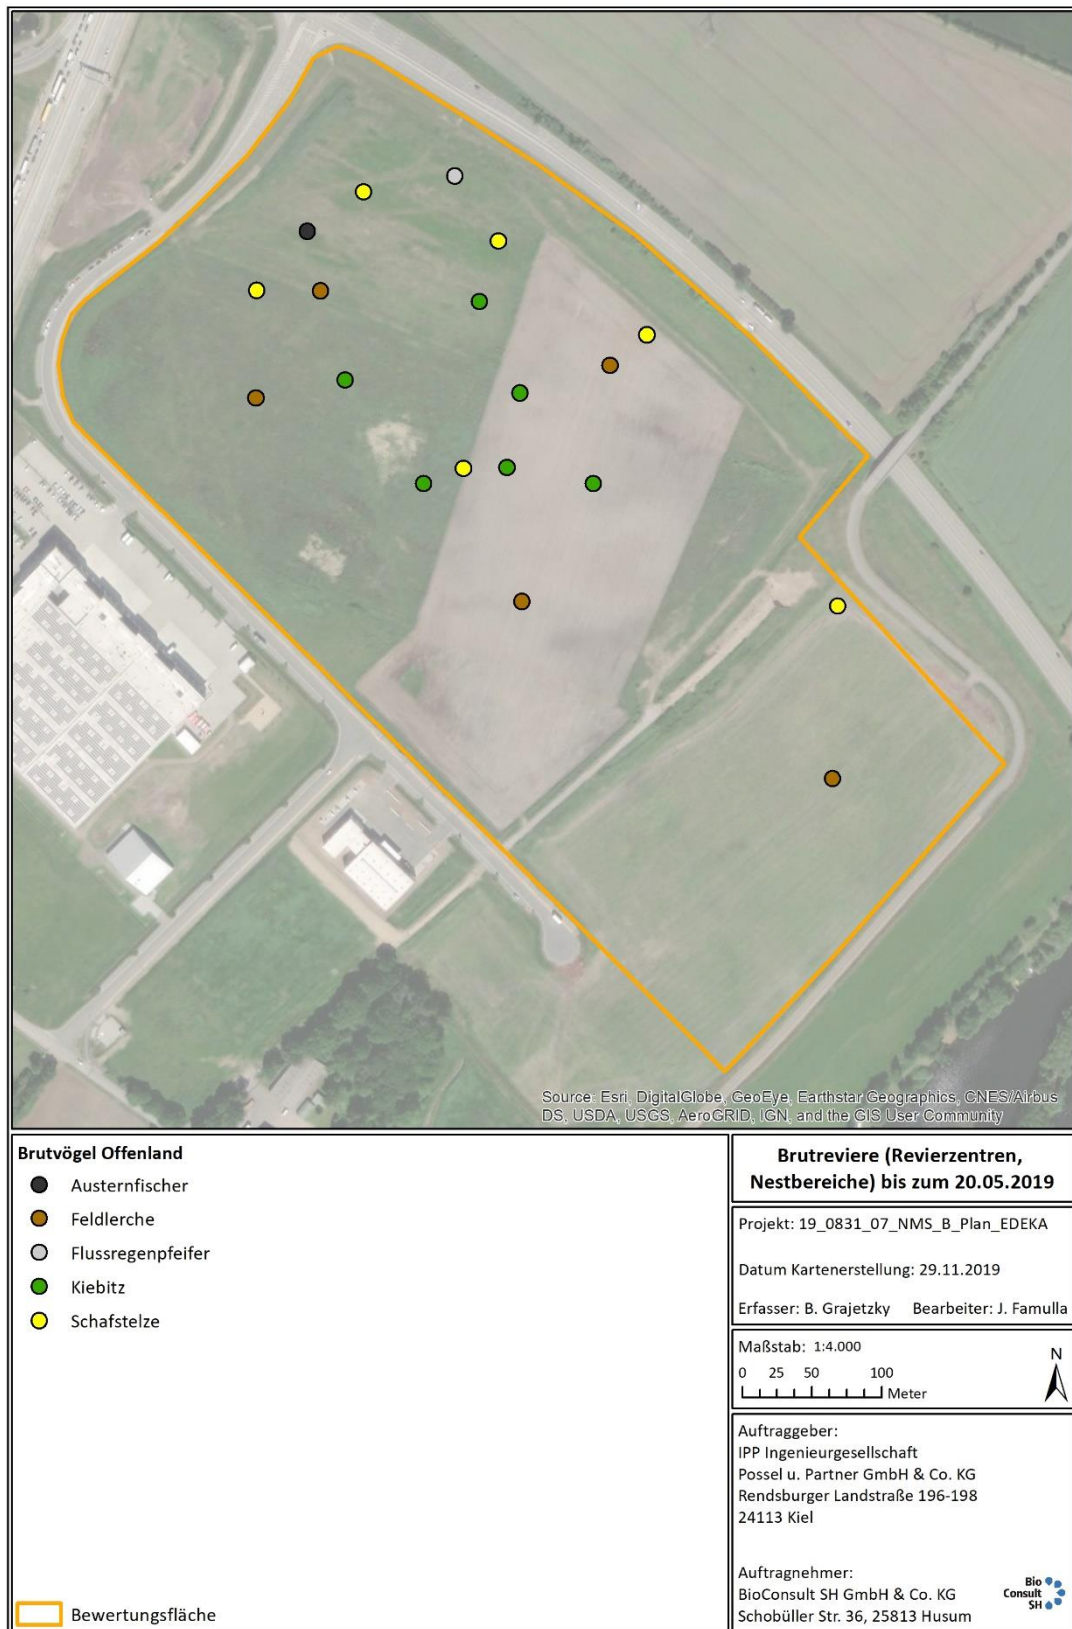 Source: Esri, DigitalGlobe, GeoEye, Earthstar Geographics, CNES/Airbus
DS, USDA, USGS, AeroGRID, IGN, and the GIS User Community
Brutvögel Offenland
Austernfischer
Feldlerche
Flussregenpfeifer
Kiebitz
Schafstelze
Bewertungsfläche
Brutreviere (Revierzentren,
Nestbereiche) bis zum 20.05.2019
Projekt: 19_0831_07_NMS_B_Plan_EDEKA
Datum Kartenerstellung: 29.11.2019
Erfasser: B. Grajetzky Bearbeiter: J. Famulla
Maßstab: 1:4.000
0 25 50 100
Meter
N
Auftraggeber:
IPP Ingenieurgesellschaft
Possel u. Partner GmbH & Co. KG
Rendsburger Landstraße 196-198
24113 Kiel
Auftragnehmer:
BioConsult SH GmbH & Co. KG
Schobüller Str. 36, 25813 Husum
Bio
Consult
SH